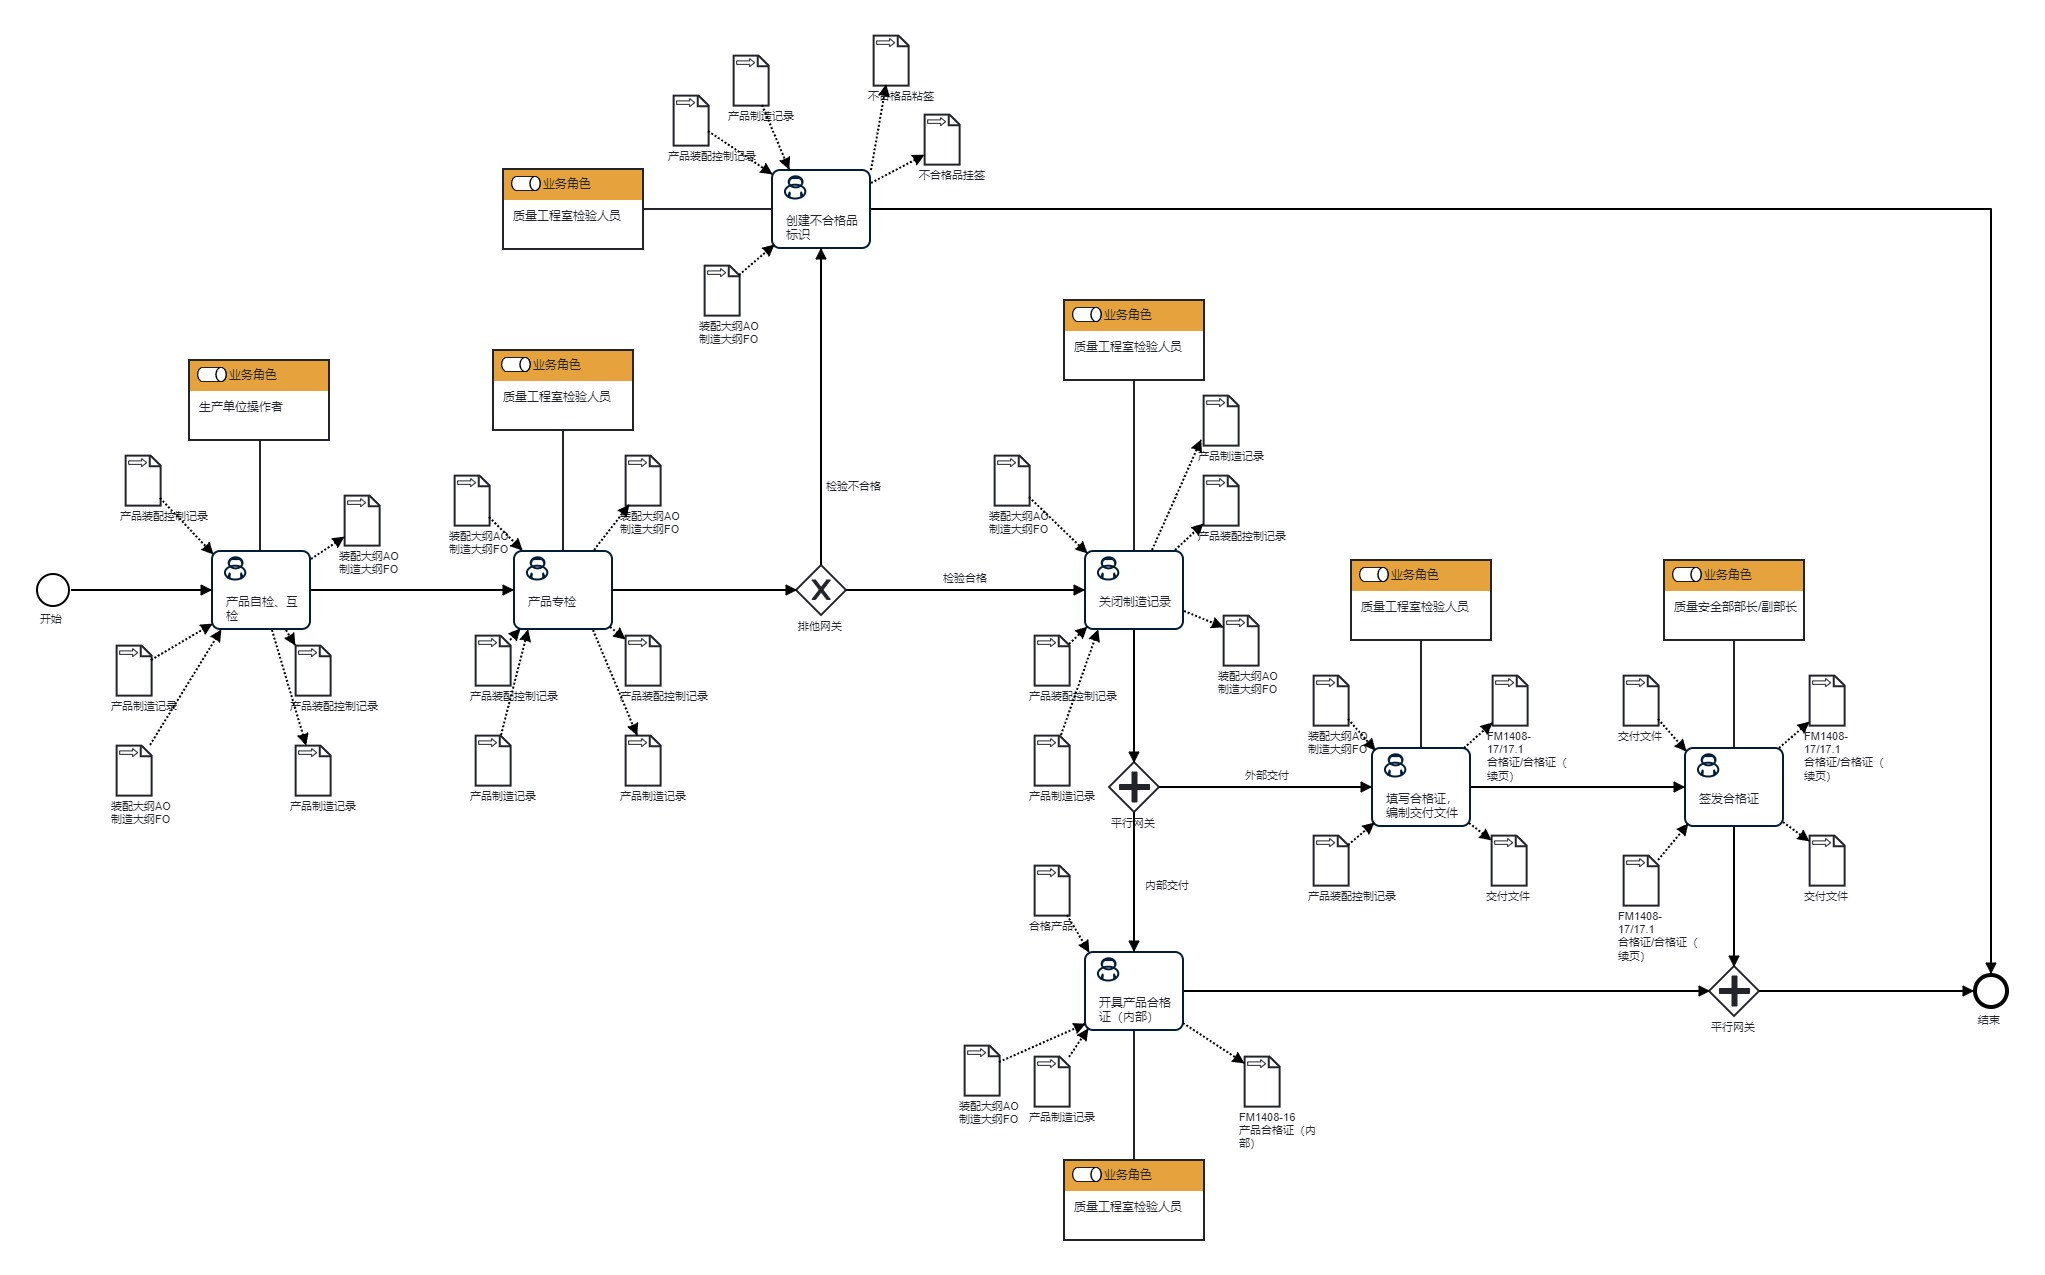 不合格品粘签
产品制造记录
产品装配控制记录
不合格品挂签
业务角色
质量工程室检验人员
创建不合格品
标识
装配大纲AO
制造大纲FO
业务角色
质量工程室检验人员
业务角色
生产单位操作者
业务角色
质量工程室检验人员
产品制造记录
检验不合格
产品装配控制记录
装配大纲AO
制造大纲FO
装配大纲AO
制造大纲FO
装配大纲AO
制造大纲FO
装配大纲AO
制造大纲FO
产品装配控制记录
开始
产品自检、互
检
产品专检
排他网关
检验合格
关闭制造记录
业务角色
质量工程室检验人员
业务角色
质量安全部部长/副部长
产品制造记录
产品装配控制记录
产品装配控制记录
产品装配控制记录
产品装配控制记录
装配大纲AO
制造大纲FO
装配大纲AO
制造大纲FO
产品制造记录
产品制造记录
产品制造记录
产品制造记录
装配大纲AO
制造大纲FO
FM1408-
17/17.1
合格证/合格证（
续页）
交付文件
FM1408-
17/17.1
合格证/合格证（
续页）
外部交付
平行网关
填写合格证，
编制交付文件
签发合格证
内部交付
产品装配控制记录
交付文件
交付文件
FM1408-
17/17.1
合格证/合格证（
续页）
合格产品
开具产品合格
证（内部）
平行网关
结束
装配大纲AO
制造大纲FO
产品制造记录
FM1408-16
产品合格证（内
部）
业务角色
质量工程室检验人员